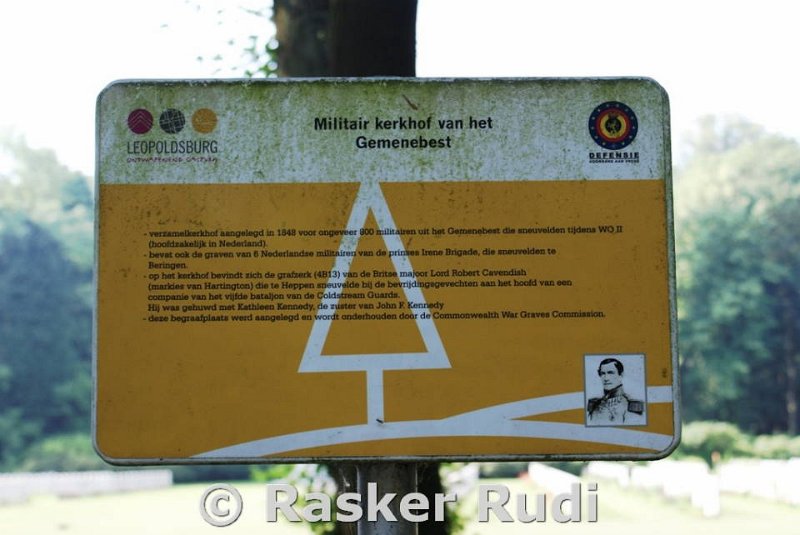 Militair kerkhof van het
Gemenebest
LEOPOLDSBURG
ONTWAPENEND GASTVRIJ
DEFENSIE
- verzamelkerkhof aangelegd in 1848 voor ongeveer 800 militairen uit het Gemenebest die sneuvelden tijdens WO II
(hoofdzakelijk in Nederland).
- bevat ook de graven van 6 Nederlandse militairen van de prinses Irene Brigade, die sneuvelden te
Beringen.
- op het kerkhof bevindt zich de grafzerk (4B13) van de Britse majoor Lord Robert Cavendish
(markies van Hartington) die te Heppen sneuvelde bij de bevrijdingsgevechten aan het hoofd van een
companie van het vijfde bataljon van de Coldstream Guards.
Hij was gehuwd met Kathleen Kennedy, de zuster van John F. Kennedy
- deze begraafplaats werd aangelegd en wordt onderhouden door de Commonwealth War Graves Commission.
© Rasker Rudi